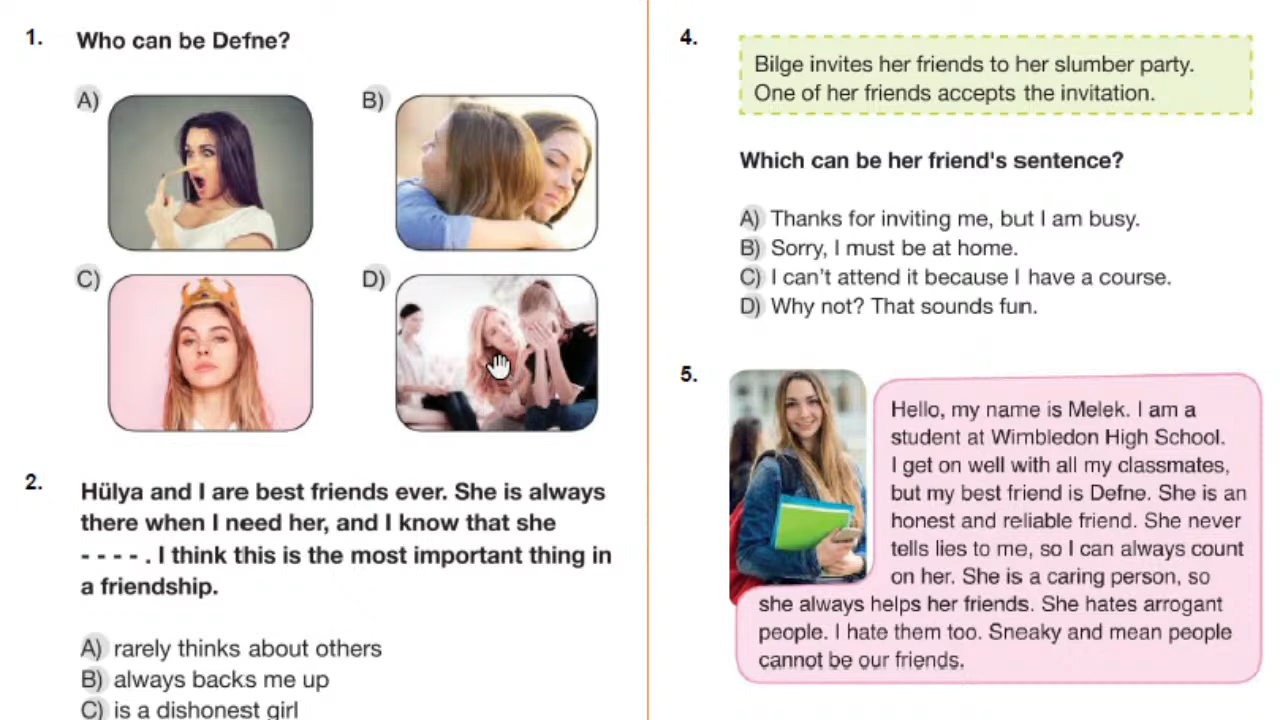 1. Who can be Defne?
A) B)
C) D)
2. Hülya and I are best friends ever. She is always
there when I need her, and I know that she
- - - - . I think this is the most important thing in
a friendship.
A) rarely thinks about others
B) always backs me up
C) is a dishonest girl
4. Bilge invites her friends to her slumber party.
One of her friends accepts the invitation.
Which can be her friend's sentence?
A) Thanks for inviting me, but I am busy.
B) Sorry, I must be at home.
C) I can't attend it because I have a course.
D) Why not? That sounds fun.
5. Hello, my name is Melek. I am a
student at Wimbledon High School.
I get on well with all my classmates,
but my best friend is Defne. She is an
honest and reliable friend. She never
tells lies to me, so I can always count
on her. She is a caring person, so
she always helps her friends. She hates arrogant
people. I hate them too. Sneaky and mean people
cannot be our friends.